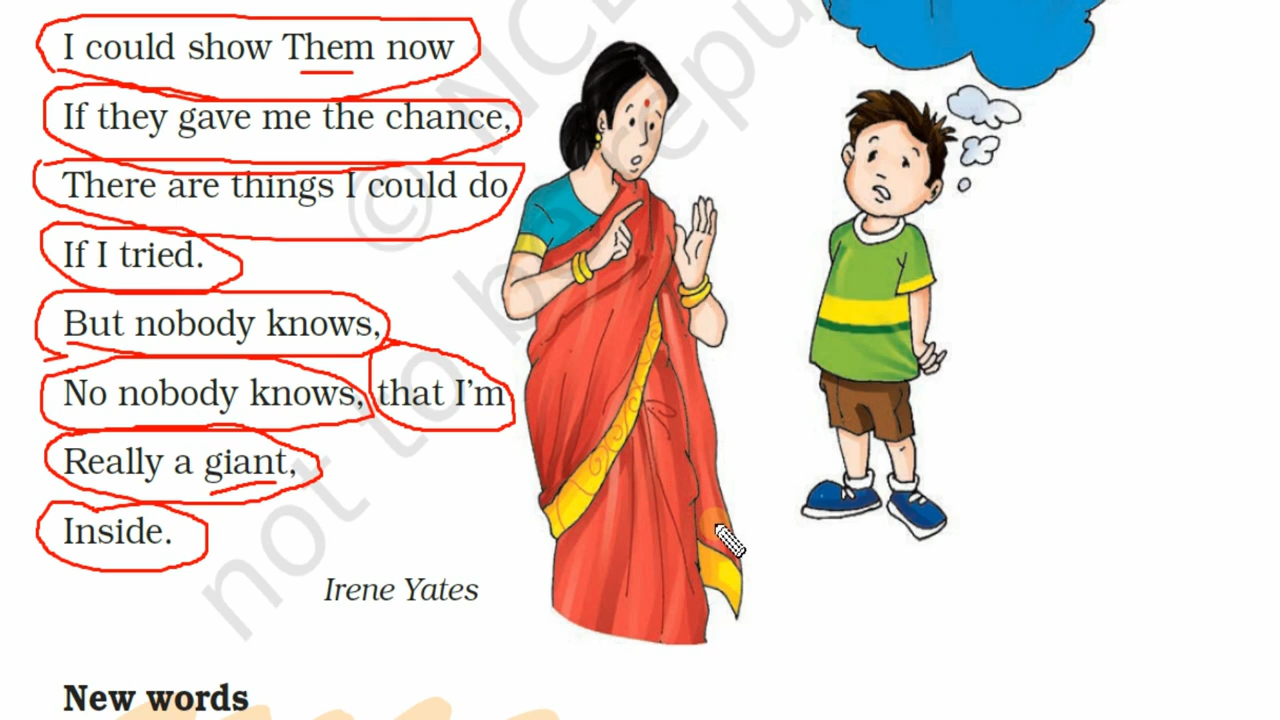 I could show Them now
If they gave me the chance,
There are things I could do
If I tried.
But nobody knows,
No nobody knows, that I'm
Really a giant,
Inside.
Irene Yates
New words